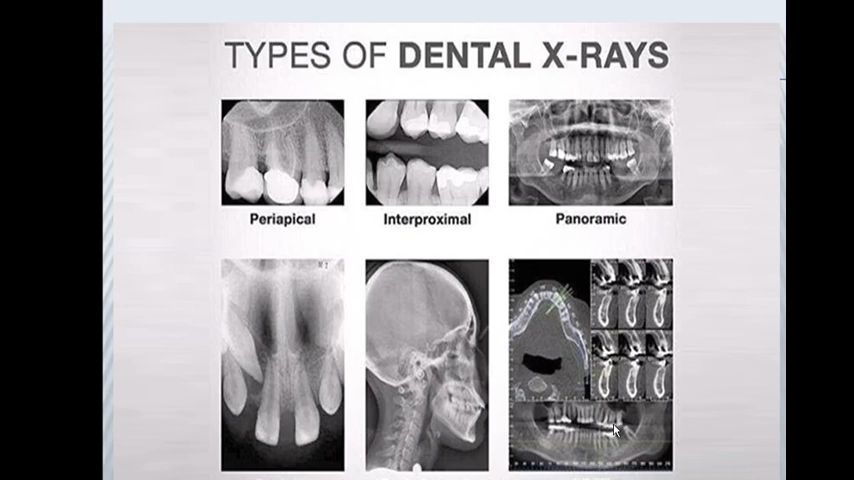 TYPES OF DENTAL X-RAYS
Periapical
Interproximal
Panoramic